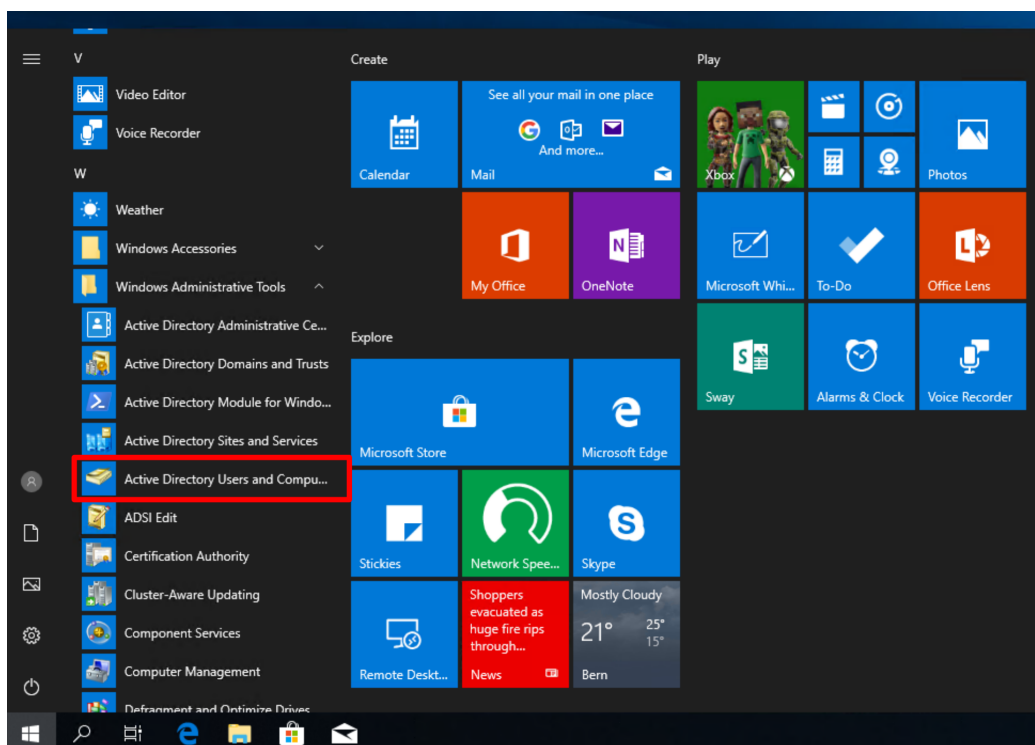 V
Video Editor
Voice Recorder
W
Weather
Windows Accessories
Windows Administrative Tools
Active Directory Administrative Ce...
Active Directory Domains and Trusts
Active Directory Module for Windo...
Active Directory Sites and Services
Active Directory Users and Compu...
ADSI Edit
Certification Authority
Cluster-Aware Updating
Component Services
Computer Management
Defragment and Optimize Drives
Create
Calendar
See all your mail in one place
And more...
Mail
My Office
OneNote
Explore
Microsoft Store
Microsoft Edge
Stickies
Network Spee...
Skype
Remote Deskt...
Shoppers
evacuated as
huge fire rips
through...
News
Mostly Cloudy
21°
25°
15°
Bern
Play
Xbox
Photos
Microsoft Whi...
To-Do
Office Lens
Sway
Alarms & Clock
Voice Recorder